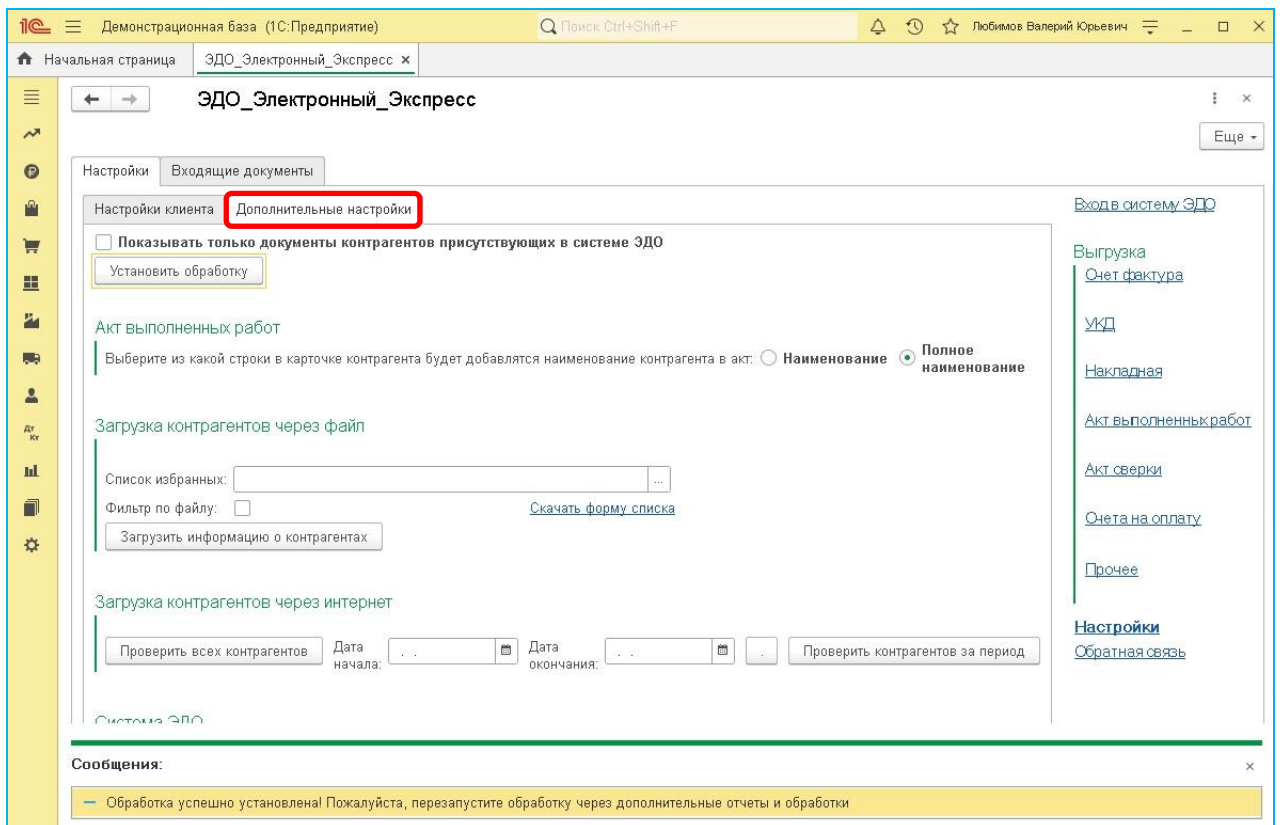 1С Демонстрационная база (1С:Предприятие) Поиск Ctrl+Shift+F Любимов Валерий Юрьевич
Начальная страница ЭДО_Электронный_Экспресс ×
ЭДО_Электронный_Экспресс
Еще
Настройки Входящие документы
Настройки клиента Дополнительные настройки
Показывать только документы контрагентов присутствующих в системе ЭДО
Установить обработку
Акт выполненных работ
Выберите из какой строки в карточке контрагента будет добавлятся наименование контрагента в акт: Наименование Полное
наименование
Загрузка контрагентов через файл
Список избранных: ...
Фильтр по файлу: Скачать форму списка
Загрузить информацию о контрагентах
Загрузка контрагентов через интернет
Проверить всех контрагентов Дата
начала: . . Дата
окончания: . . . Проверить контрагентов за период
Система ЭДО
Вход в систему ЭДО
Выгрузка
Счет фактура
УКД
Накладная
Акт выполненных работ
Акт сверки
Счета на оплату
Прочее
Настройки
Обратная связь
Дт
Кт
Сообщения:
Обработка успешно установлена! Пожалуйста, перезапустите обработку через дополнительные отчеты и обработки